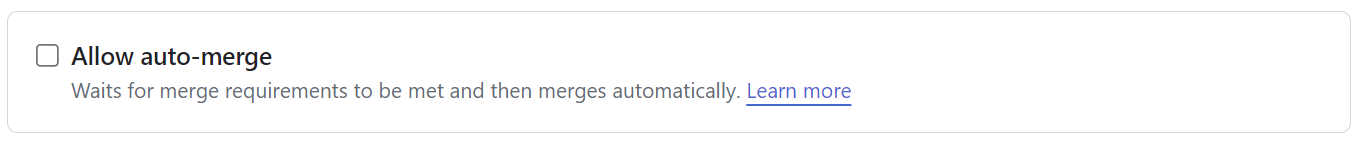 Allow auto-merge
Waits for merge requirements to be met and then merges automatically. Learn more